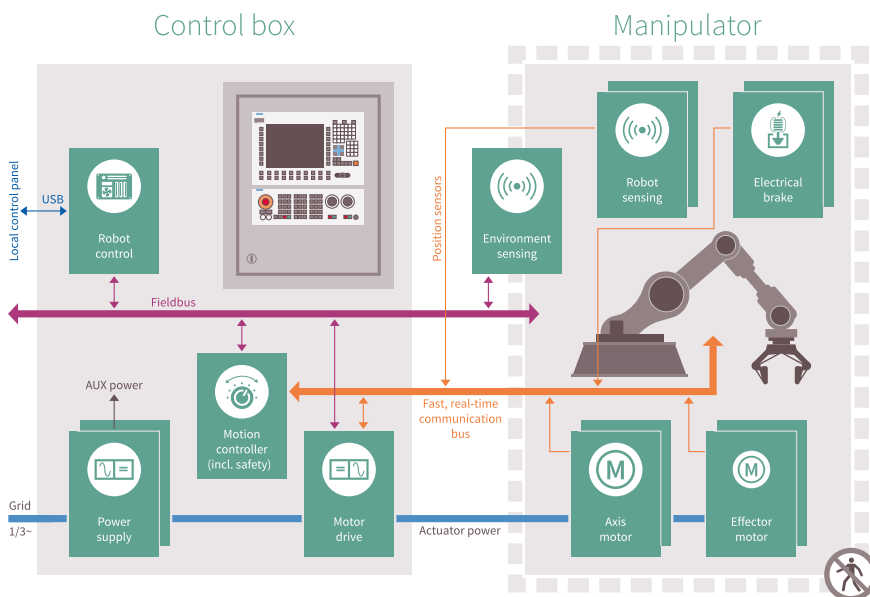 Control box
Manipulator
Local control panel
USB
Robot
control
Position sensors
Environment
sensing
Robot
sensing
Electrical
brake
Fieldbus
AUX power
Motion
controller
(incl. safety)
Fast, real-time
communication
bus
Grid
1/3~
Power
supply
Motor
drive
Actuator power
M
Axis
motor
M
Effector
motor